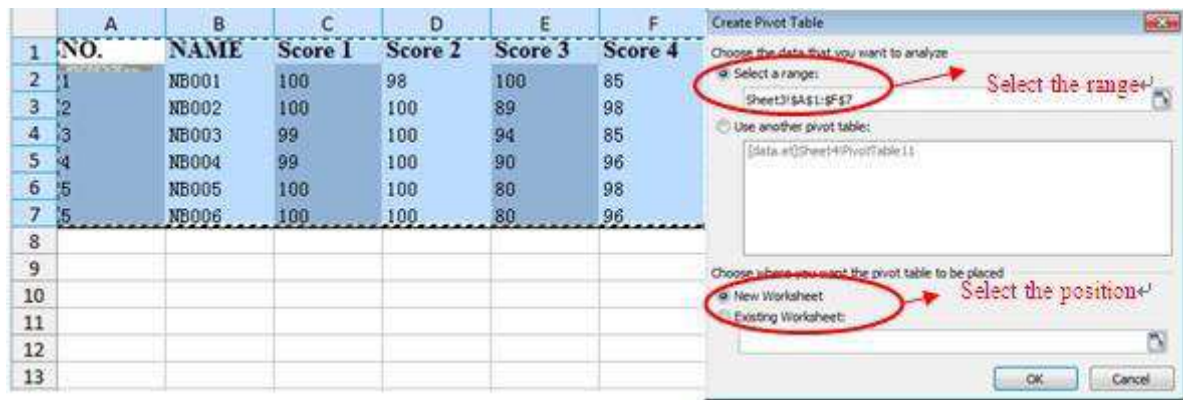 A B C D E F
1 NO. NAME Score 1 Score 2 Score 3 Score 4
2 1 NB001 100 98 100 85
3 2 NB002 100 100 89 98
4 3 NB003 99 94 94 85
5 4 NB004 99 100 90 96
6 5 NB005 100 100 80 98
7 5 NB006 100 100 80 96
8
9
10
11
12
13
Create Pivot Table
Choose the data that you want to analyze
Select a range:
Select the range
Sheet3!$A$1:$F$7
Use another pivot table:
[data.et]Sheet4!PivotTable11
Choose where you want the pivot table to be placed
New Worksheet
Select the position
Existing Worksheet:
OK Cancel